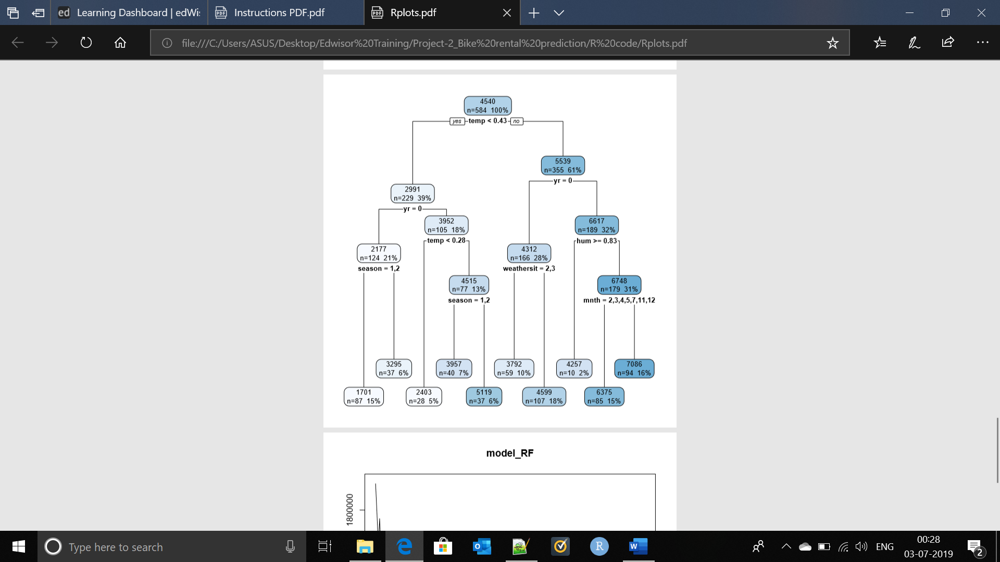 Learning Dashboard | edWi
Instructions PDF.pdf
Rplots.pdf
file:///C:/Users/ASUS/Desktop/Edwisor%20Training/Project-2_Bike%20rental%20prediction/R%20code/Rplots.pdf
4540
n=584 100%
yes temp < 0.43 no
5539
n=355 61%
yr = 0
2991
n=229 39%
yr = 0
3952
n=105 18%
temp < 0.28
6617
n=189 32%
hum >= 0.83
2177
n=124 21%
season = 1,2
4312
n=166 28%
weathersit = 2,3
4515
n=77 13%
season = 1,2
6748
n=179 31%
mnth = 2,3,4,5,7,11,12
3295
n=37 6%
3957
n=40 7%
3792
n=59 10%
4257
n=10 2%
7086
n=94 16%
1701
n=87 15%
2403
n=28 5%
5119
n=37 6%
4599
n=107 18%
6375
n=85 15%
model_RF
1800000
Type here to search
ENG
00:28
03-07-2019
2